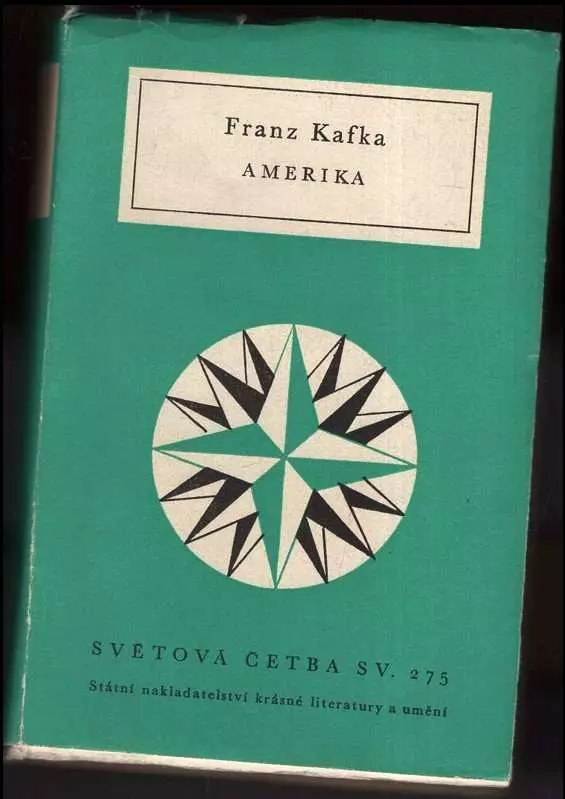 Franz Kafka
AMERIKA
SVĚTOVÁ ČETBA SV. 275
Státní nakladatelství krásné literatury a umění